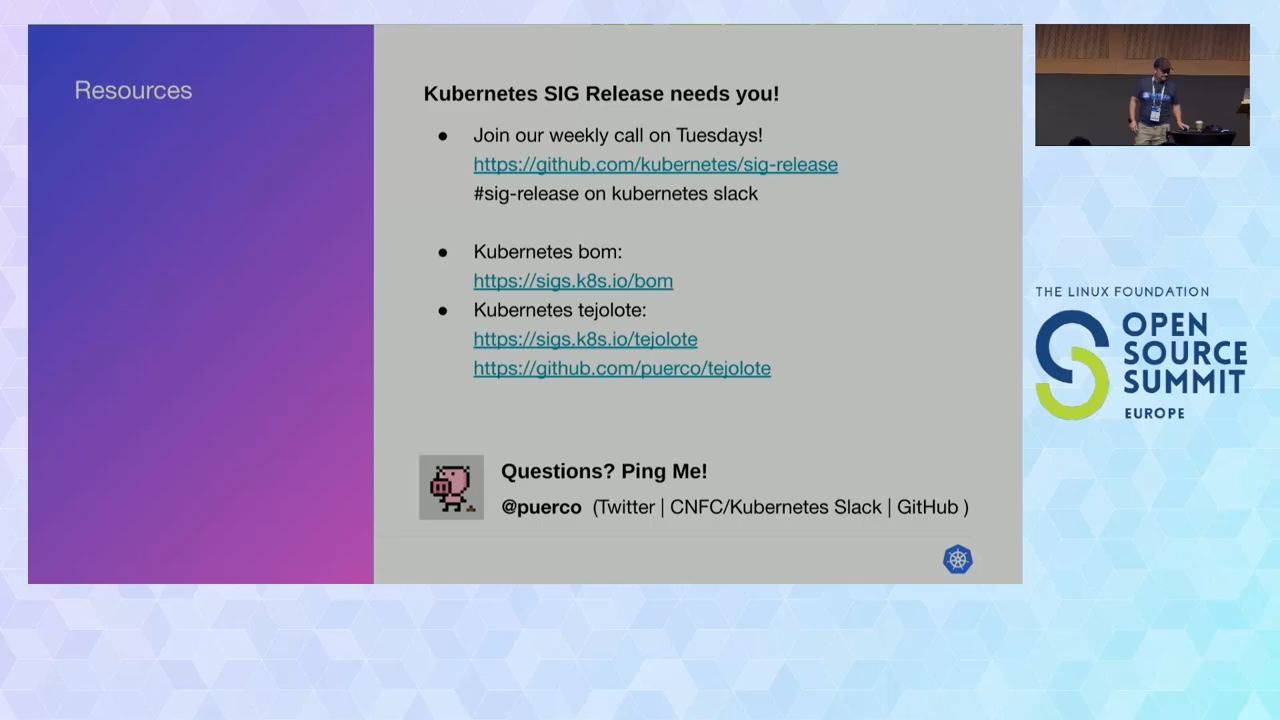 Resources
Kubernetes SIG Release needs you!
● Join our weekly call on Tuesdays!
https://github.com/kubernetes/sig-release
#sig-release on kubernetes slack
● Kubernetes bom:
https://sigs.k8s.io/bom
● Kubernetes tejolote:
https://sigs.k8s.io/tejolote
https://github.com/puerco/tejolote
Questions? Ping Me!
@puerco (Twitter | CNFC/Kubernetes Slack | GitHub )
THE LINUX FOUNDATION
OPEN
SOURCE
SUMMIT
EUROPE